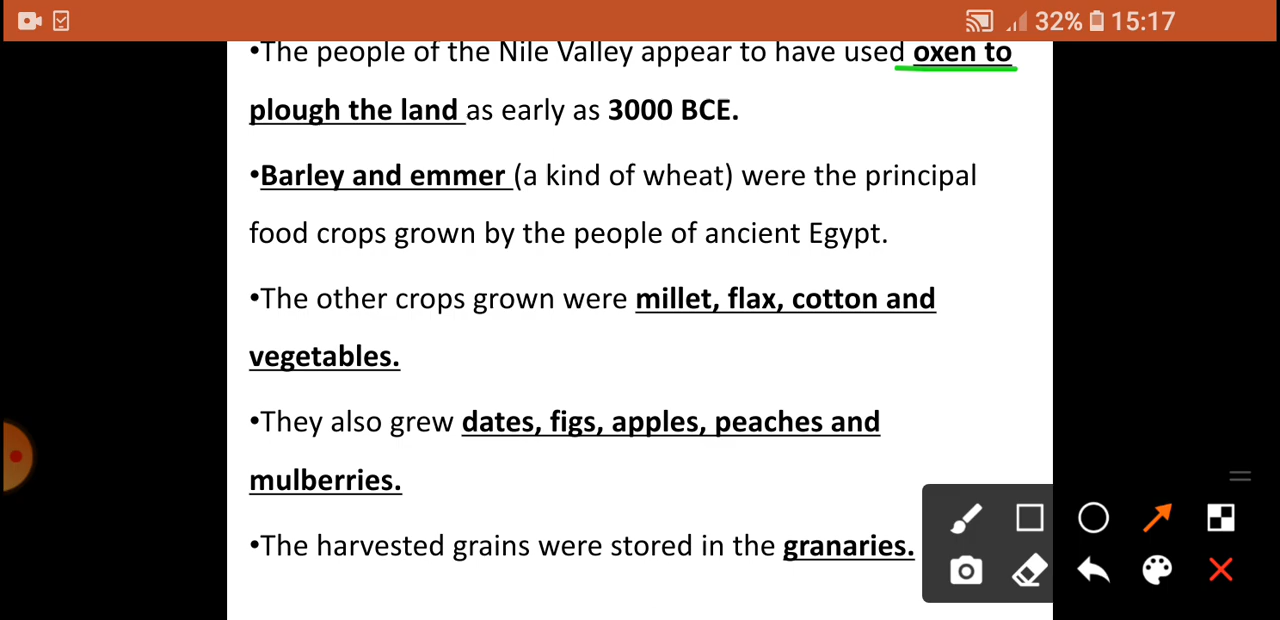 32% 15:17
•The people of the Nile Valley appear to have used oxen to
plough the land as early as 3000 BCE.
•Barley and emmer (a kind of wheat) were the principal
food crops grown by the people of ancient Egypt.
•The other crops grown were millet, flax, cotton and
vegetables.
•They also grew dates, figs, apples, peaches and
mulberries.
•The harvested grains were stored in the granaries.